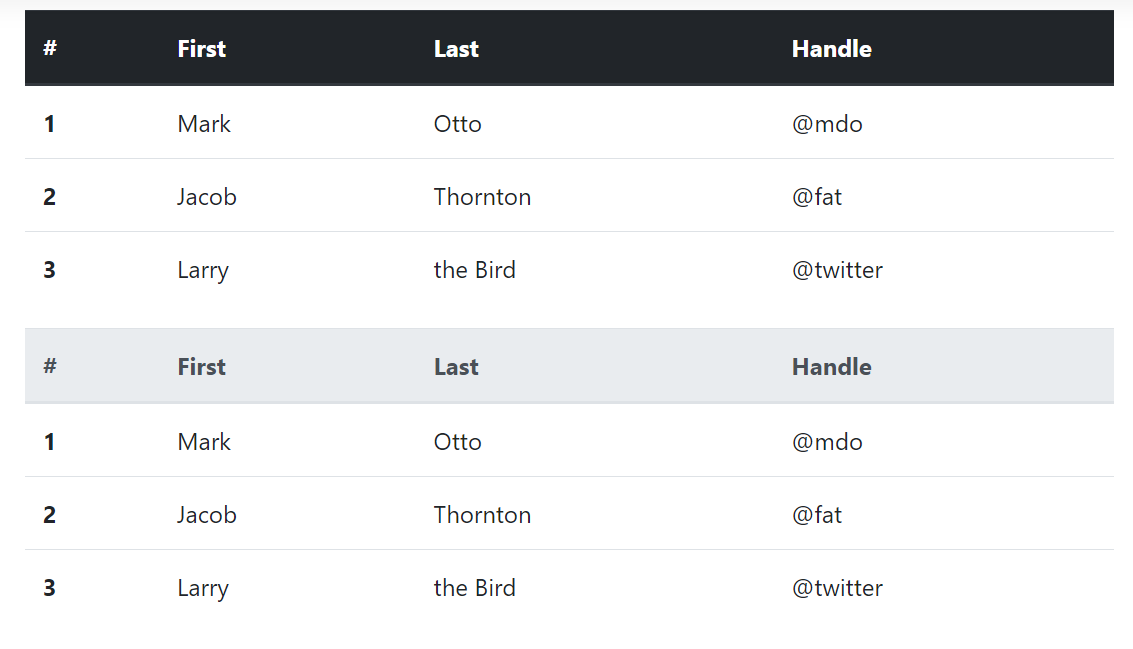 # First Last Handle
1 Mark Otto @mdo
2 Jacob Thornton @fat
3 Larry the Bird @twitter
# First Last Handle
1 Mark Otto @mdo
2 Jacob Thornton @fat
3 Larry the Bird @twitter